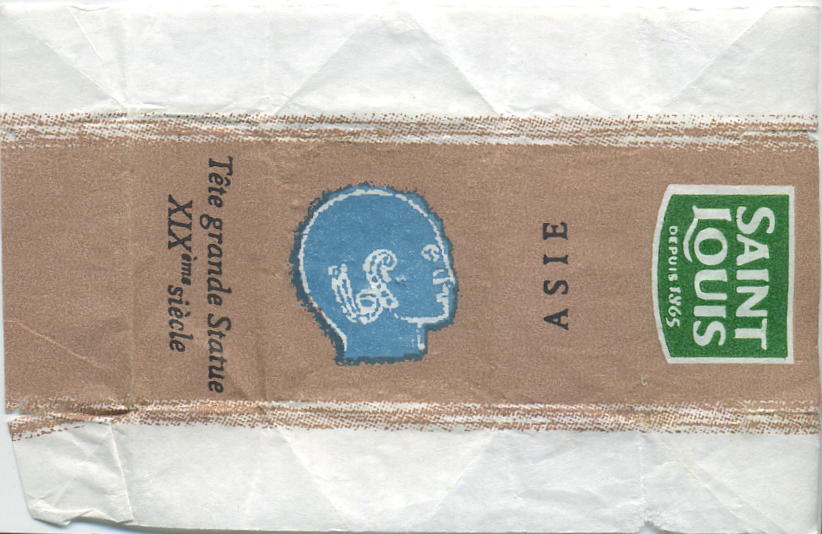 SAINT
LOUIS
DEPUIS 1865
ASIE
Tête grande Statue
XIXème siècle